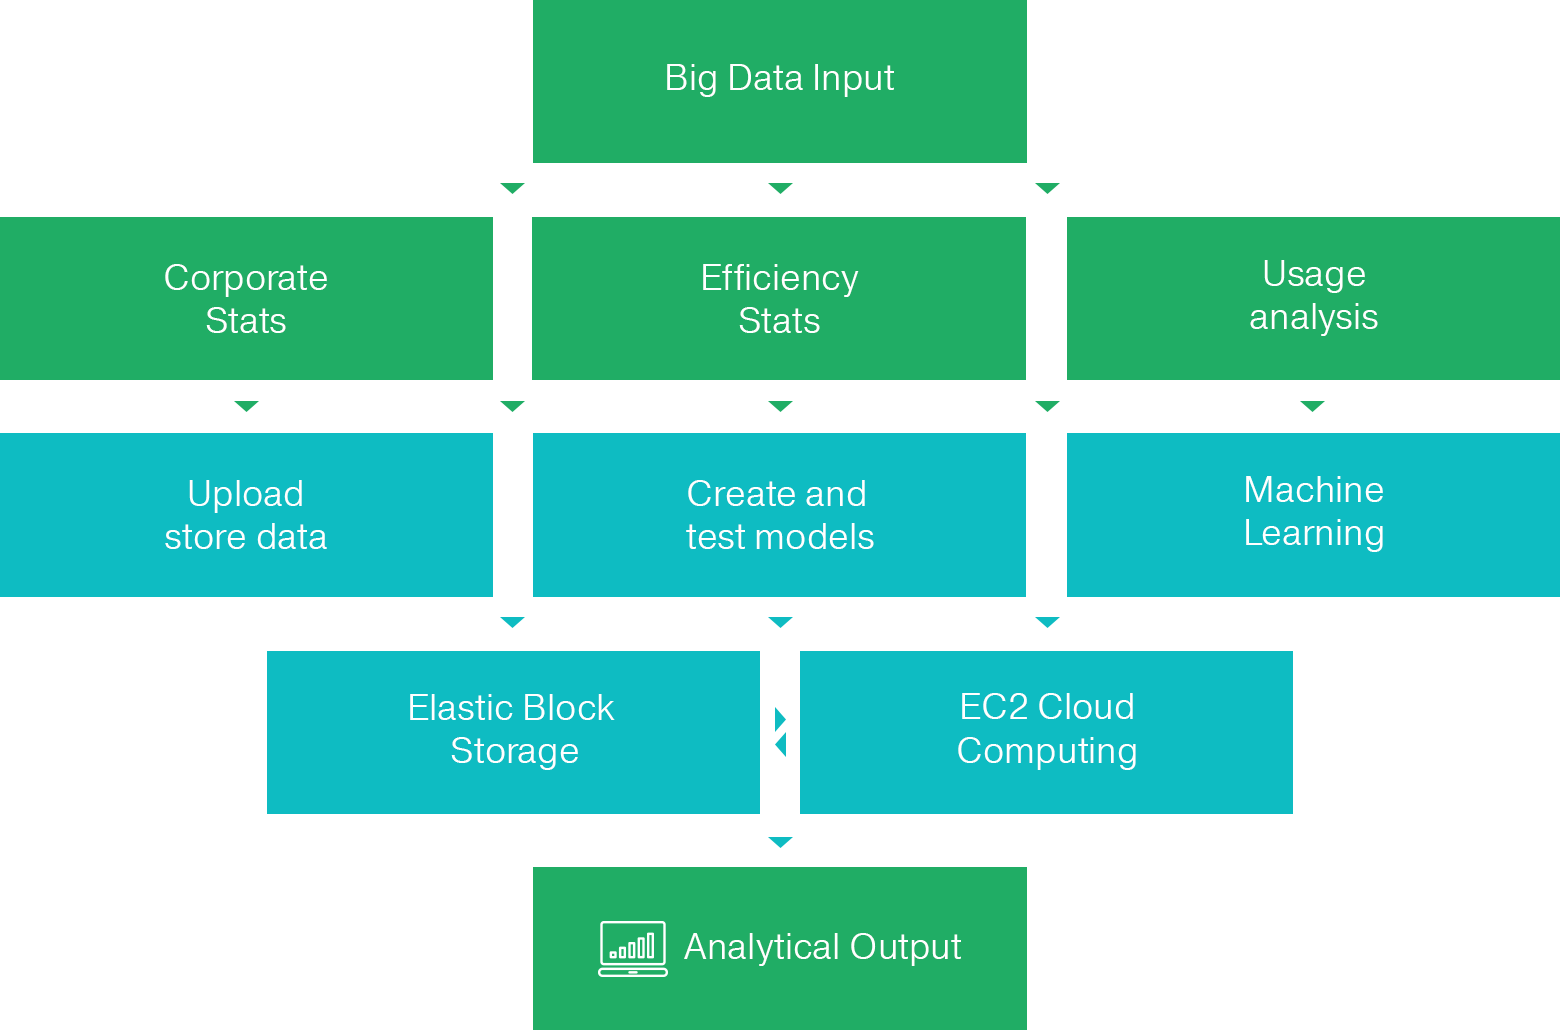 Big Data Input
Corporate
Stats
Efficiency
Stats
Usage
analysis
Upload
store data
Create and
test models
Machine
Learning
Elastic Block
Storage
EC2 Cloud
Computing
Analytical Output